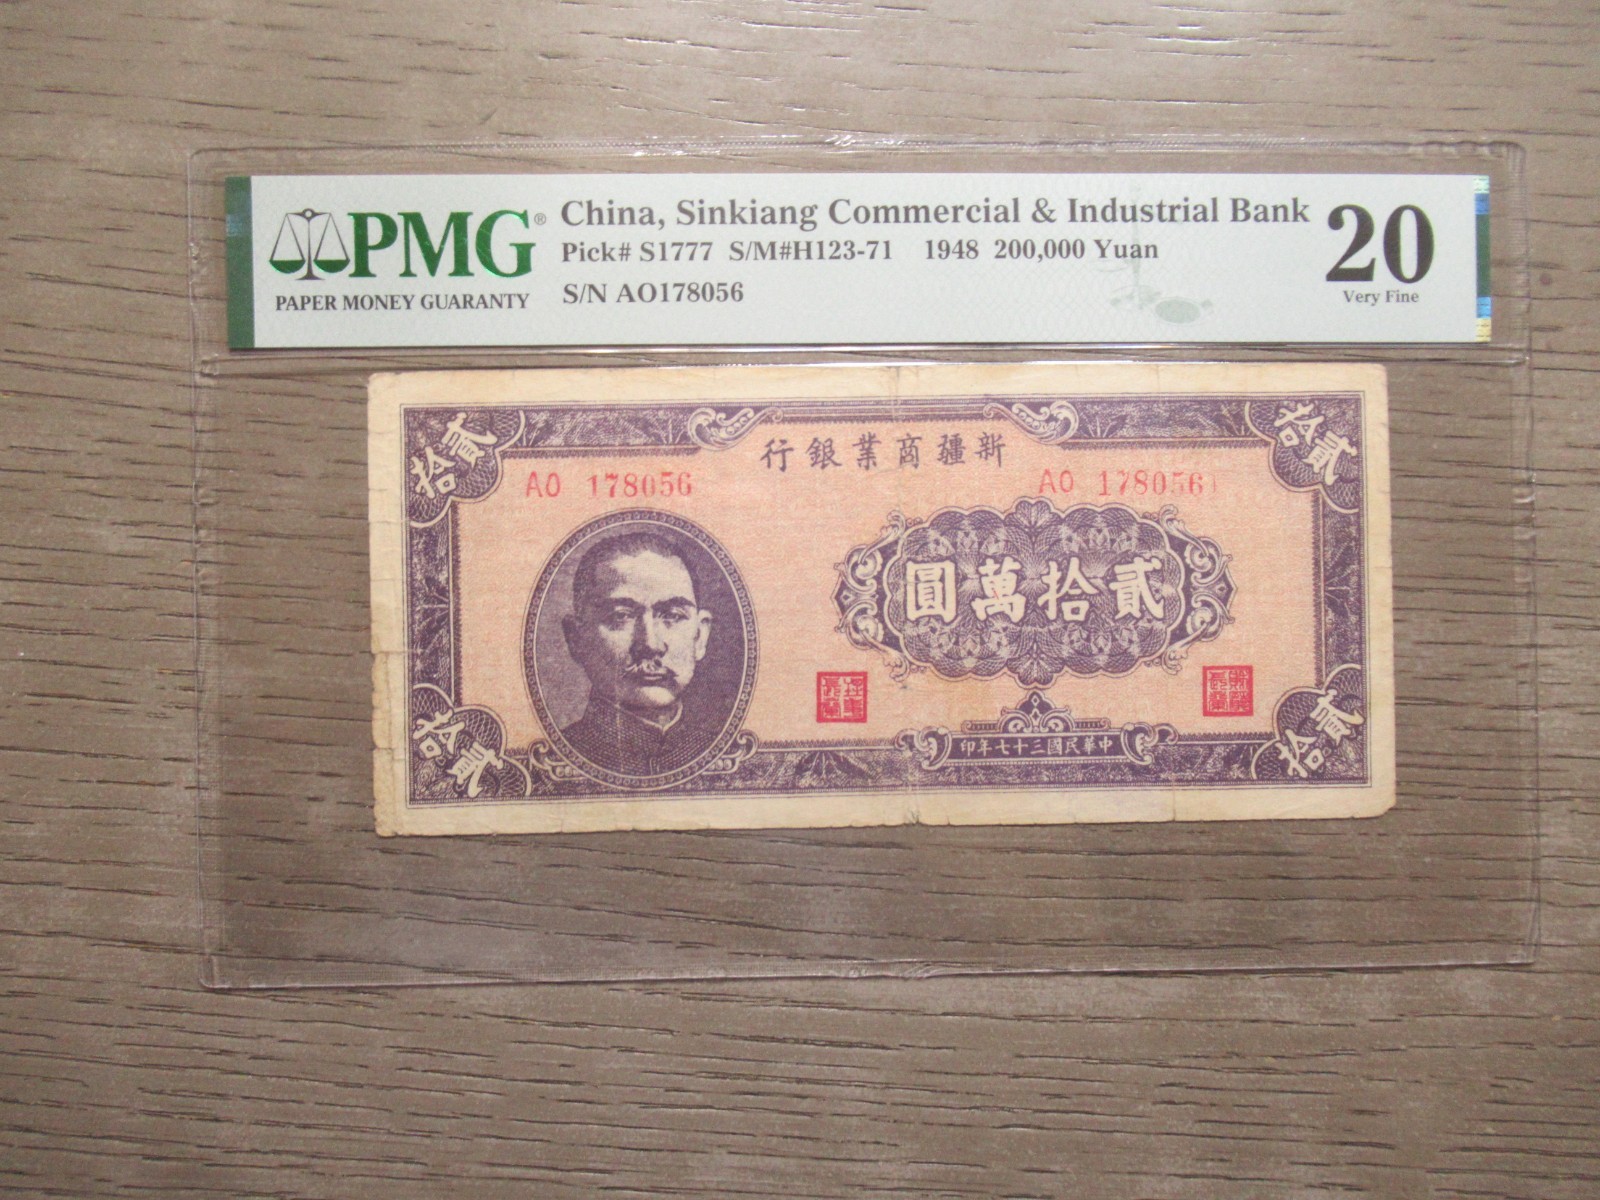 PMG®
PAPER MONEY GUARANTY
China, Sinkiang Commercial & Industrial Bank
Pick# S1777 S/M#H123-71 1948 200,000 Yuan
S/N AO178056
20
Very Fine
貳拾
拾貳
行銀業商疆新
AO 178056
AO 178056
圓萬拾貳
印年七十三國民華中
拾貳
貳拾